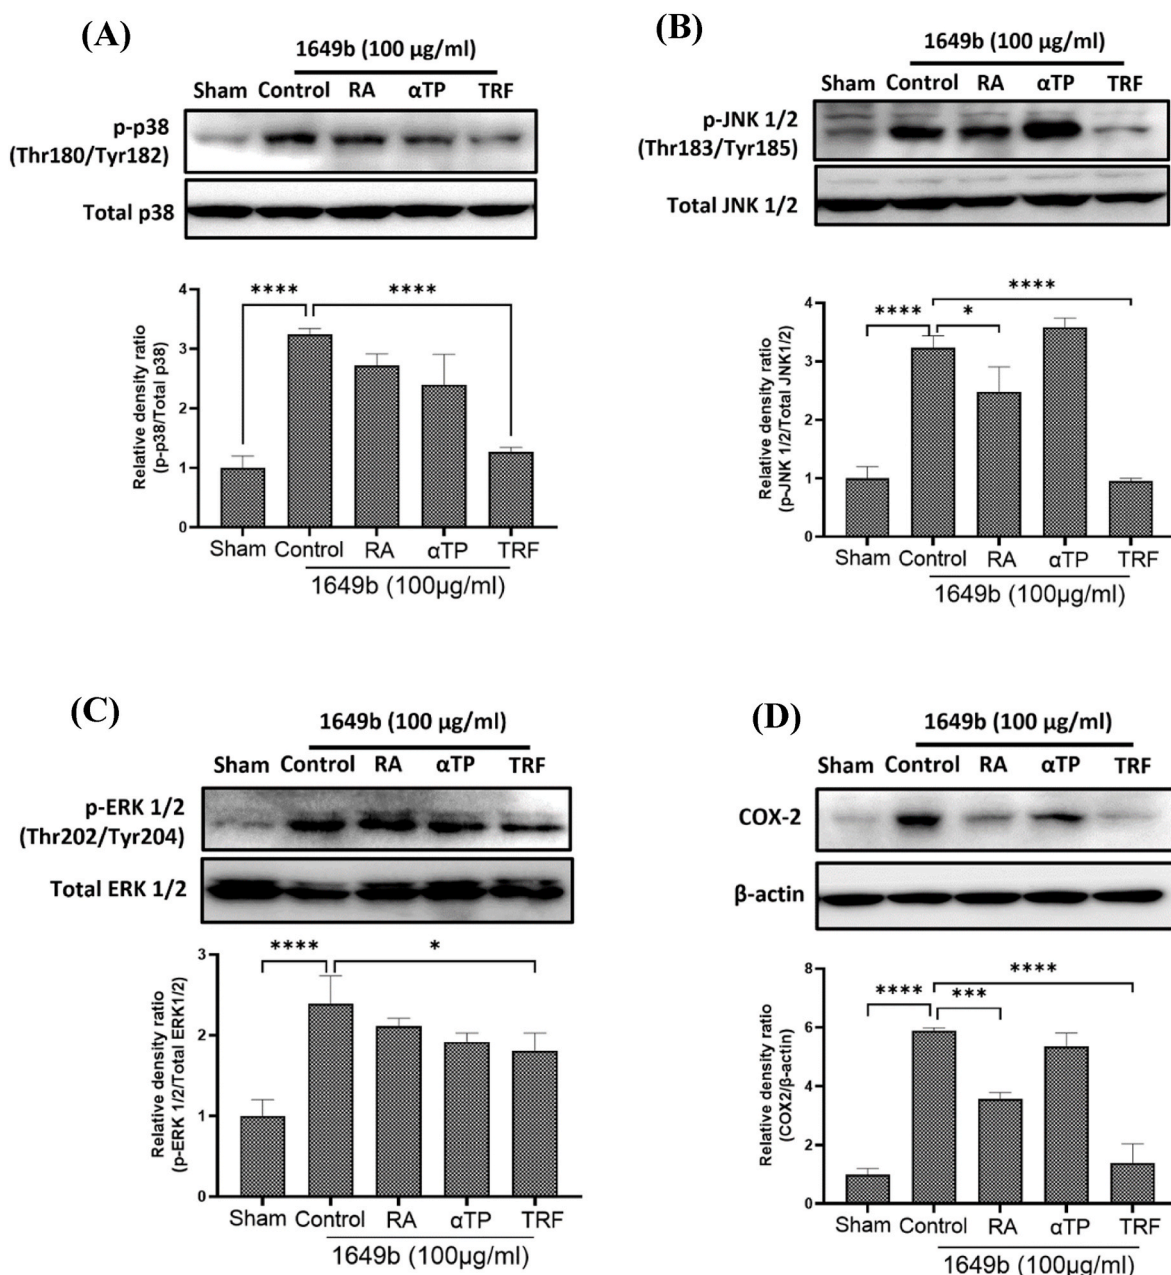 (A)
1649b (100 µg/ml)
Sham Control RA αTP TRF
p-p38
(Thr180/Tyr182)
Total p38
Relative density ratio
(p-p38/Total p38)
4
3
2
1
0
**** ****
Sham Control RA αTP TRF
1649b (100µg/ml)
(B)
1649b (100 µg/ml)
Sham Control RA αTP TRF
p-JNK 1/2
(Thr183/Tyr185)
Total JNK 1/2
Relative density ratio
(p-JNK 1/2/Total JNK1/2)
4
3
2
1
0
****
**** *
Sham Control RA αTP TRF
1649b (100µg/ml)
(C)
1649b (100 µg/ml)
Sham Control RA αTP TRF
p-ERK 1/2
(Thr202/Tyr204)
Total ERK 1/2
Relative density ratio
(p-ERK 1/2/Total ERK1/2)
3
2
1
0
**** *
Sham Control RA αTP TRF
1649b (100µg/ml)
(D)
1649b (100 µg/ml)
Sham Control RA αTP TRF
COX-2
β-actin
Relative density ratio
(COX2/β-actin)
8
6
4
2
0
****
**** ***
Sham Control RA αTP TRF
1649b (100µg/ml)